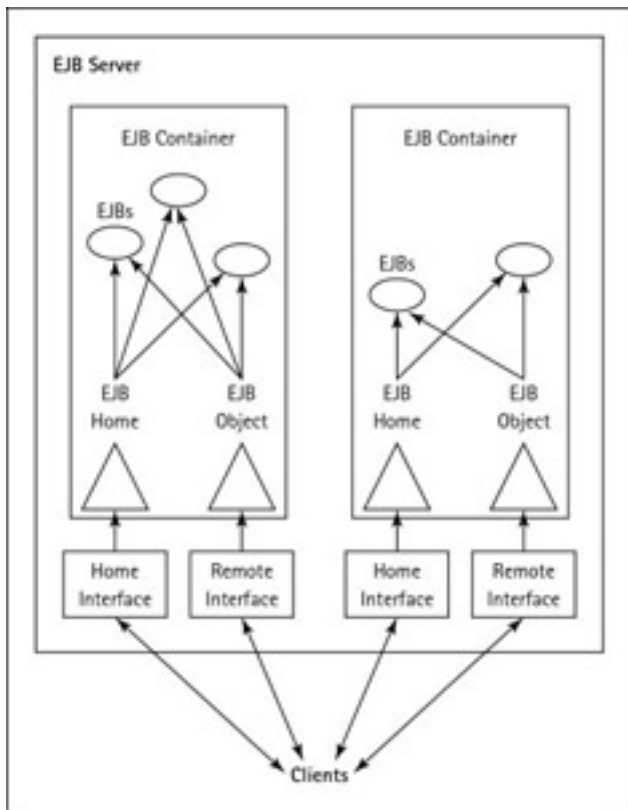 EJB Server
EJB Container
EJBs
EJB
Home
EJB
Object
Home
Interface
Remote
Interface
EJB Container
EJBs
EJB
Home
EJB
Object
Home
Interface
Remote
Interface
Clients